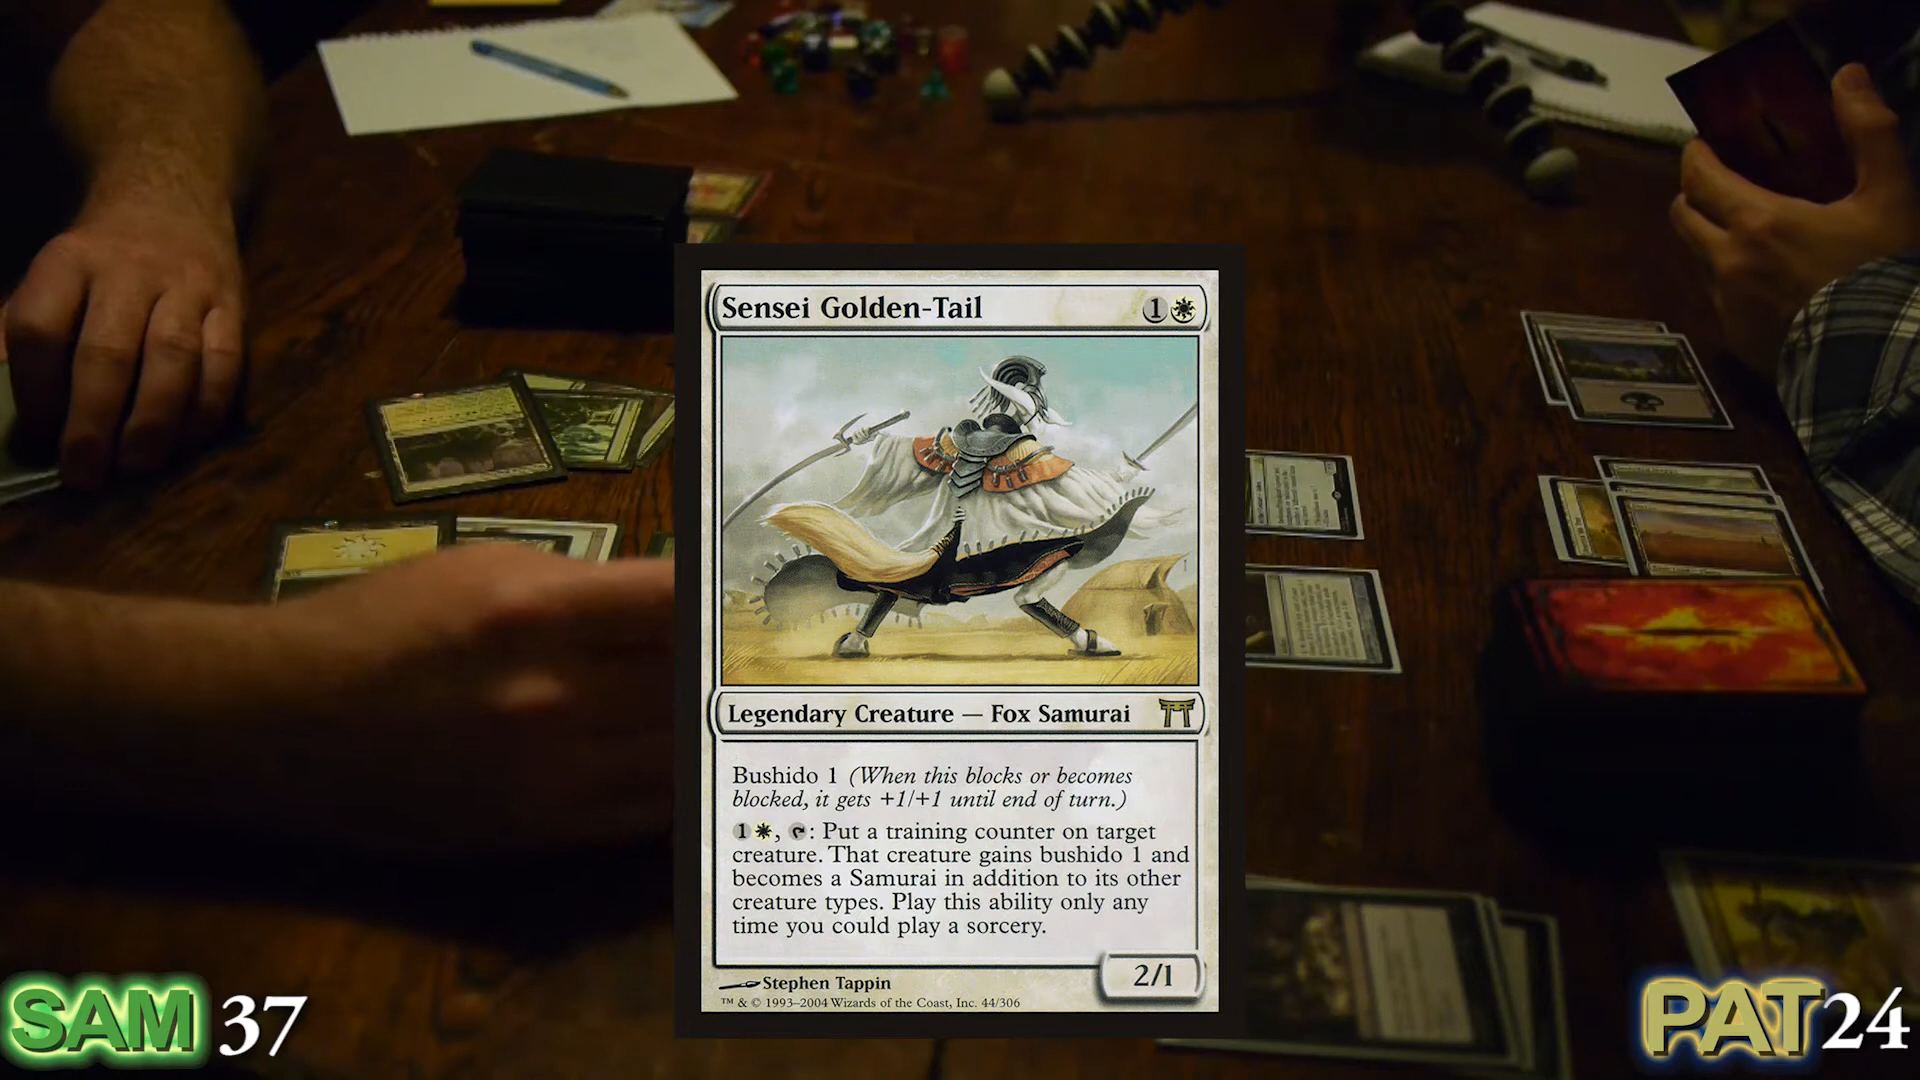 Sensei Golden-Tail 1
Legendary Creature — Fox Samurai
Bushido 1 (When this blocks or becomes
blocked, it gets +1/+1 until end of turn.)
1, : Put a training counter on target
creature. That creature gains bushido 1 and
becomes a Samurai in addition to its other
creature types. Play this ability only any
time you could play a sorcery.
2/1
Stephen Tappin
™ & © 1993–2004 Wizards of the Coast, Inc. 44/306
SAM 37
PAT 24